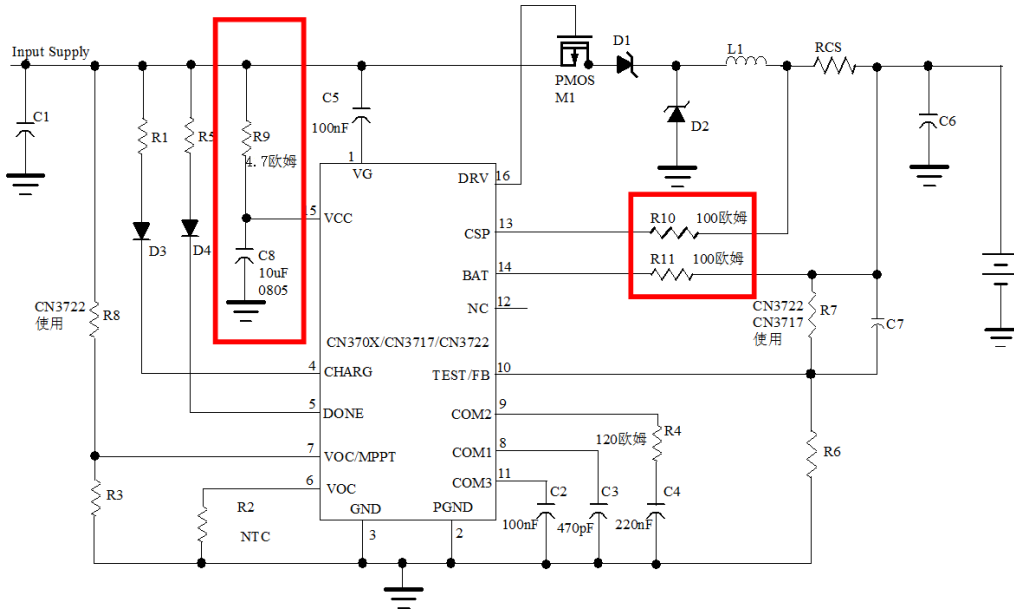 Input Supply
C1
R1
R5
R9
4.7欧姆
C5
100nF
PMOS
M1
D1
L1
RCS
D2
C6
1
VG
16
DRV
15
VCC
13
CSP
R10 100欧姆
14
BAT
R11 100欧姆
C8
10uF
0805
D3
D4
CN3722
使用
R8
12
NC
CN3722
CN3717
使用
R7
C7
CN370X/CN3717/CN3722
4
CHARG
10
TEST/FB
5
DONE
9
COM2
120欧姆
R4
7
VOC/MPPT
8
COM1
R6
6
VOC
11
COM3
R3
R2
NTC
GND
PGND
3
2
C2
100nF
C3
470pF
C4
220nF